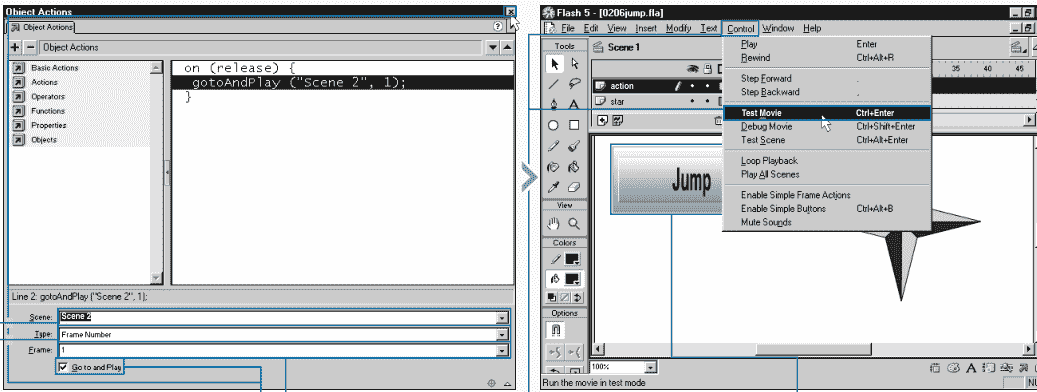 Object Actions
Object Actions
?
+ − Object Actions
Basic Actions
Actions
Operators
Functions
Properties
Objects
on (release) {
gotoAndPlay ("Scene 2", 1);
}
Line 2: gotoAndPlay ("Scene 2", 1);
Scene: Scene 2
Type: Frame Number
Frame: 1
Go to and Play
Flash 5 - [0206jump.fla]
File Edit View Insert Modify Text Control Window Help
Tools
Scene 1
35 40 45
action
star
Play Enter
Rewind Ctrl+Alt+R
Step Forward .
Step Backward ,
Test Movie Ctrl+Enter
Debug Movie Ctrl+Shift+Enter
Test Scene Ctrl+Alt+Enter
Loop Playback
Play All Scenes
Enable Simple Frame Actions
Enable Simple Buttons Ctrl+Alt+B
Mute Sounds
Jump
View
Colors
Options
100%
Run the movie in test mode